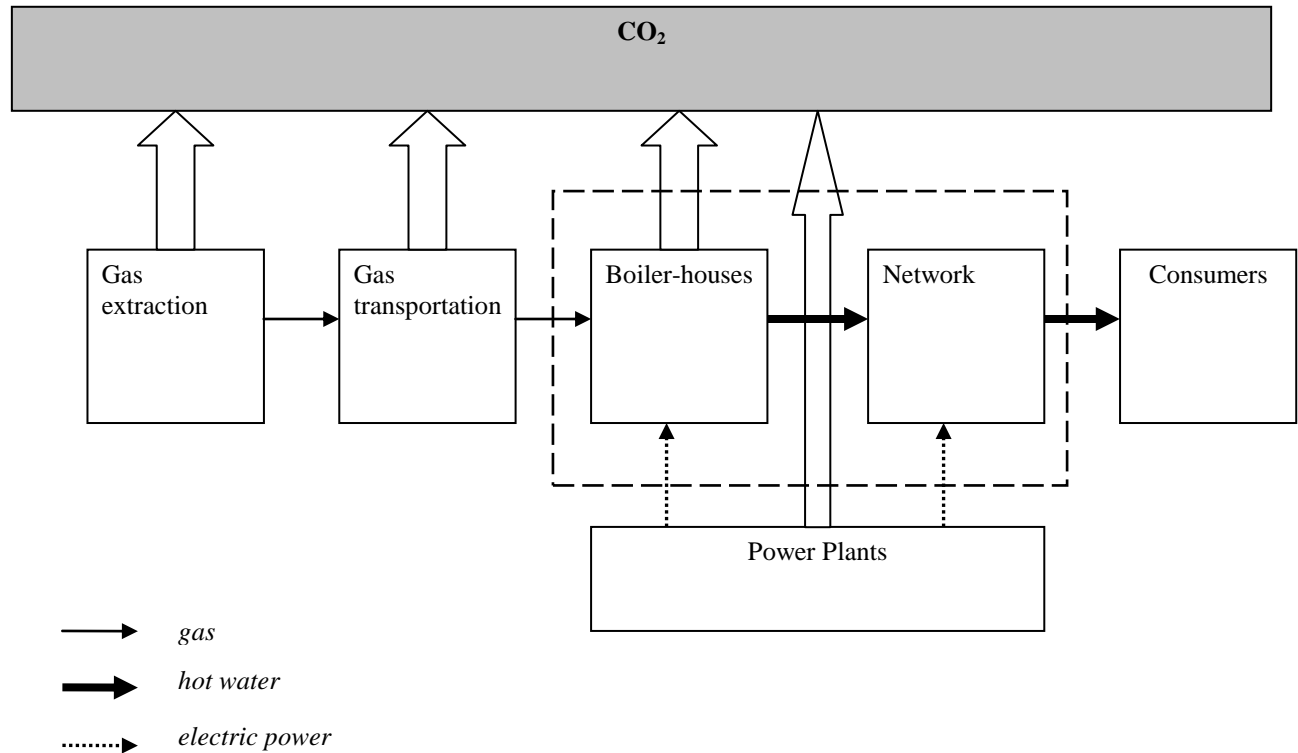 CO₂
Gas
extraction
Gas
transportation
Boiler-houses
Network
Consumers
Power Plants
gas
hot water
electric power